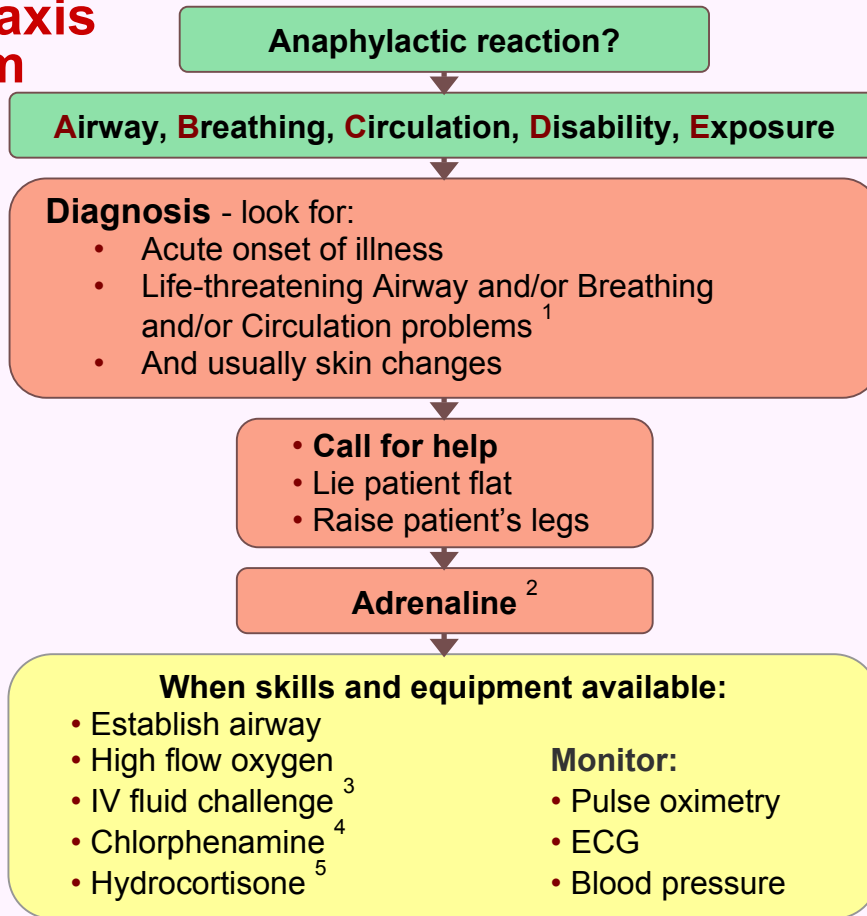 axis
m
Anaphylactic reaction?
Airway, Breathing, Circulation, Disability, Exposure
Diagnosis - look for:
• Acute onset of illness
• Life-threatening Airway and/or Breathing
and/or Circulation problems 1
• And usually skin changes
• Call for help
• Lie patient flat
• Raise patient's legs
Adrenaline 2
When skills and equipment available:
• Establish airway
• High flow oxygen
• IV fluid challenge 3
• Chlorphenamine 4
• Hydrocortisone 5
Monitor:
• Pulse oximetry
• ECG
• Blood pressure